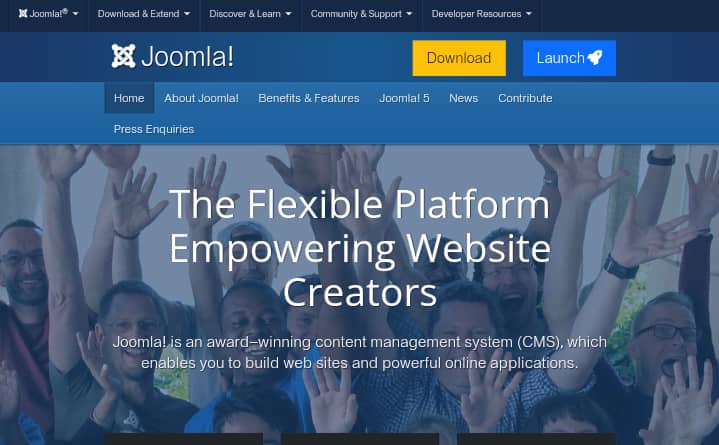 Joomla!® Download & Extend Discover & Learn Community & Support Developer Resources
Joomla! Download Launch
Home About Joomla! Benefits & Features Joomla! 5 News Contribute
Press Enquiries
The Flexible Platform
Empowering Website
Creators
Joomla! is an award-winning content management system (CMS), which
enables you to build web sites and powerful online applications.